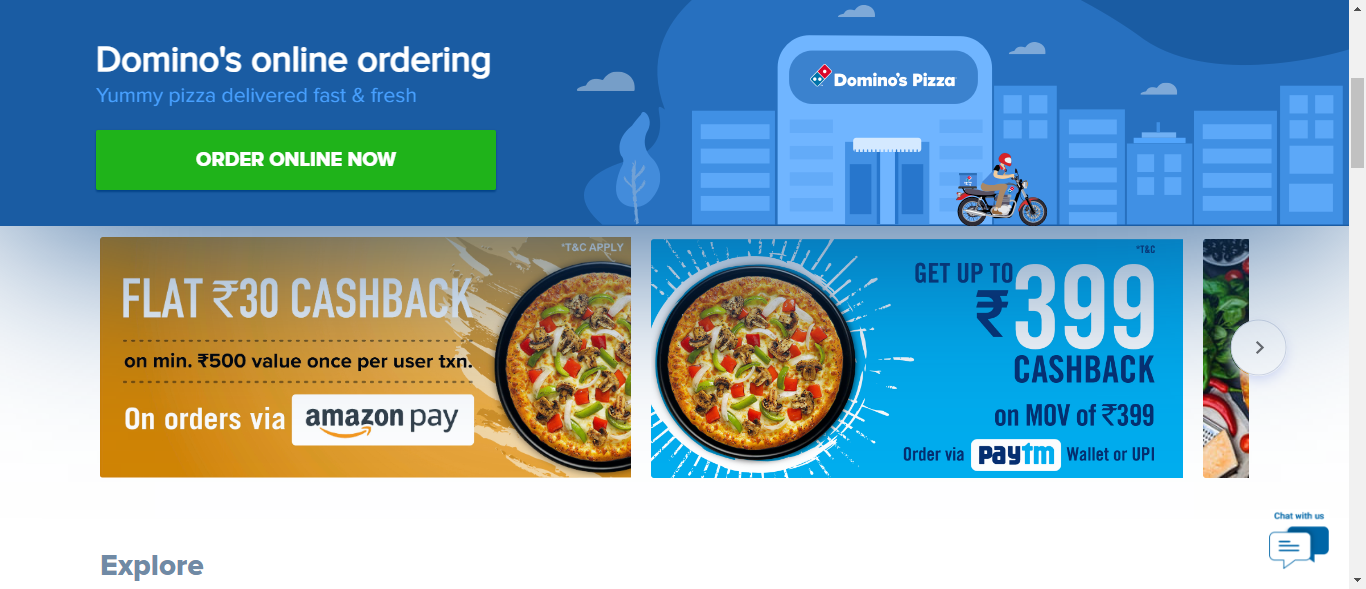 Domino's online ordering
Yummy pizza delivered fast & fresh
ORDER ONLINE NOW
Domino's Pizza
*T&C APPLY
FLAT ₹30 CASHBACK
on min. ₹500 value once per user txn.
On orders via amazon pay
*T&C
GET UP TO
₹399
CASHBACK
on MOV of ₹399
Order via paytm Wallet or UPI
Chat with us
Explore